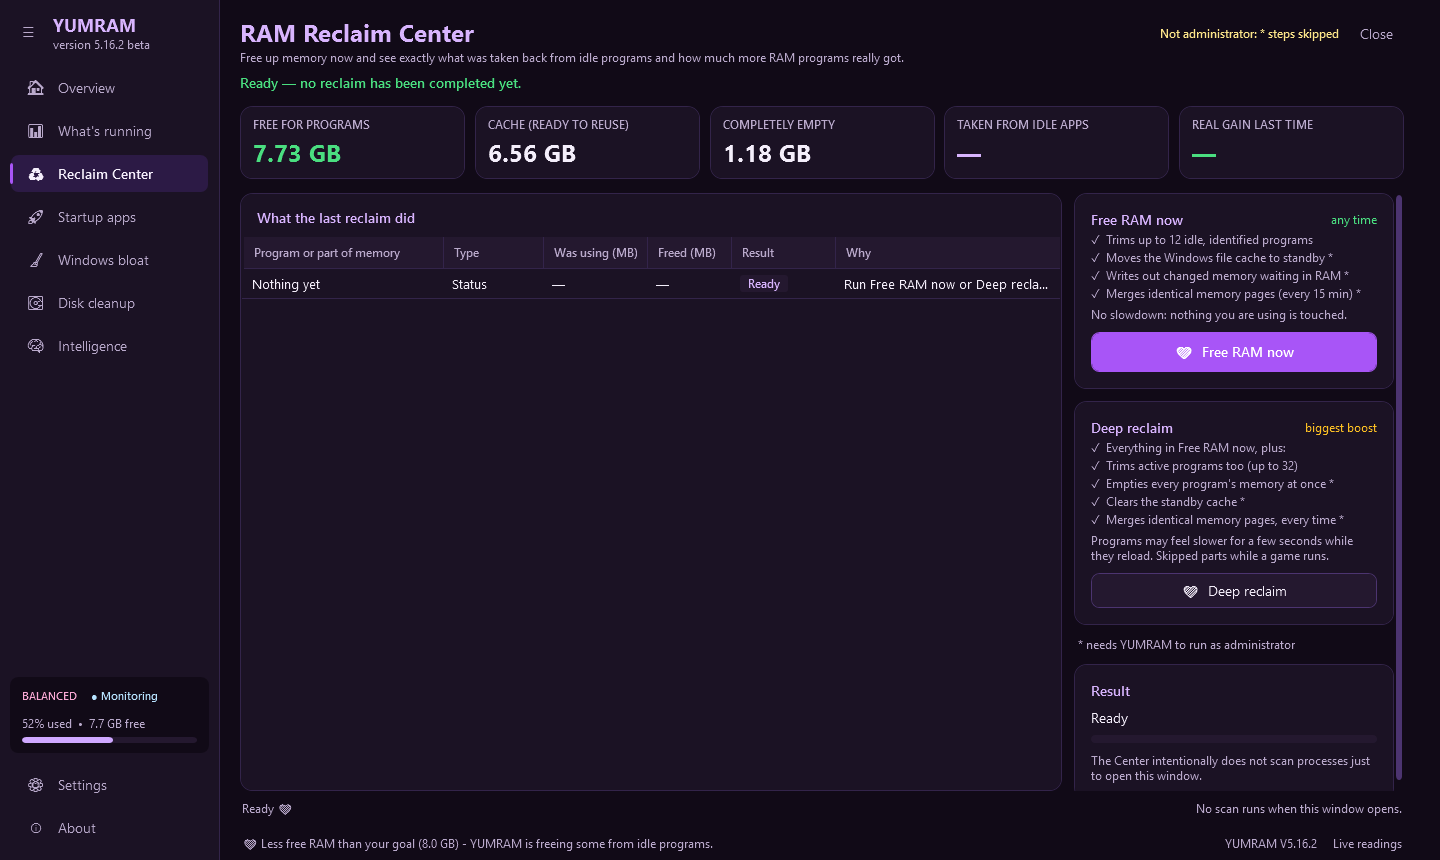 YUMRAM
version 5.16.2 beta
Overview
What's running
Reclaim Center
Startup apps
Windows bloat
Disk cleanup
Intelligence
BALANCED ● Monitoring
52% used • 7.7 GB free
Settings
About
RAM Reclaim Center
Not administrator: * steps skipped
Close
Free up memory now and see exactly what was taken back from idle programs and how much more RAM programs really got.
Ready — no reclaim has been completed yet.
FREE FOR PROGRAMS
7.73 GB
CACHE (READY TO REUSE)
6.56 GB
COMPLETELY EMPTY
1.18 GB
TAKEN FROM IDLE APPS
—
REAL GAIN LAST TIME
—
What the last reclaim did
Program or part of memory Type Was using (MB) Freed (MB) Result Why
Nothing yet Status — — Ready Run Free RAM now or Deep recla...
Free RAM now any time
✓ Trims up to 12 idle, identified programs
✓ Moves the Windows file cache to standby *
✓ Writes out changed memory waiting in RAM *
✓ Merges identical memory pages (every 15 min) *
No slowdown: nothing you are using is touched.
Free RAM now
Deep reclaim biggest boost
✓ Everything in Free RAM now, plus:
✓ Trims active programs too (up to 32)
✓ Empties every program's memory at once *
✓ Clears the standby cache *
✓ Merges identical memory pages, every time *
Programs may feel slower for a few seconds while
they reload. Skipped parts while a game runs.
Deep reclaim
* needs YUMRAM to run as administrator
Result
Ready
The Center intentionally does not scan processes just
to open this window.
Ready
No scan runs when this window opens.
Less free RAM than your goal (8.0 GB) - YUMRAM is freeing some from idle programs.
YUMRAM V5.16.2 Live readings